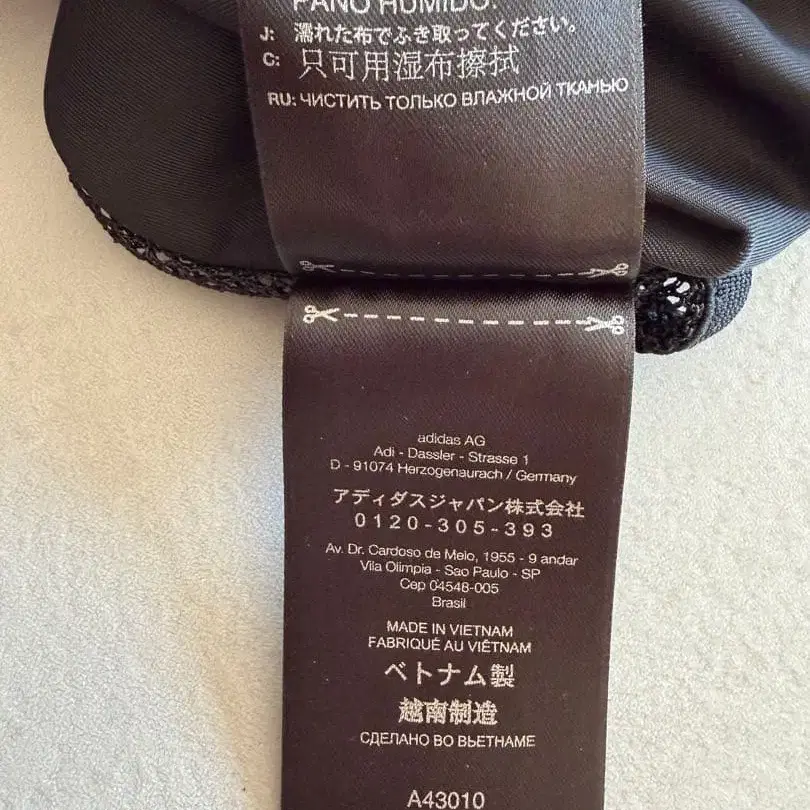 PANO HÚMIDO.
J: 濡れた布でふき取ってください。
C: 只可用湿布擦拭
RU: ЧИСТИТЬ ТОЛЬКО ВЛАЖНОЙ ТКАНЬЮ
adidas AG
Adi - Dassler - Strasse 1
D - 91074 Herzogenaurach / Germany
アディダスジャパン株式会社
0120-305-393
Av. Dr. Cardoso de Melo, 1955 - 9 andar
Vila Olimpia - Sao Paulo - SP
Cep 04548-005
Brasil
MADE IN VIETNAM
FABRIQUÉ AU VIÊTNAM
ベトナム製
越南制造
СДЕЛАНО ВО ВЬЕТНАМЕ
A43010